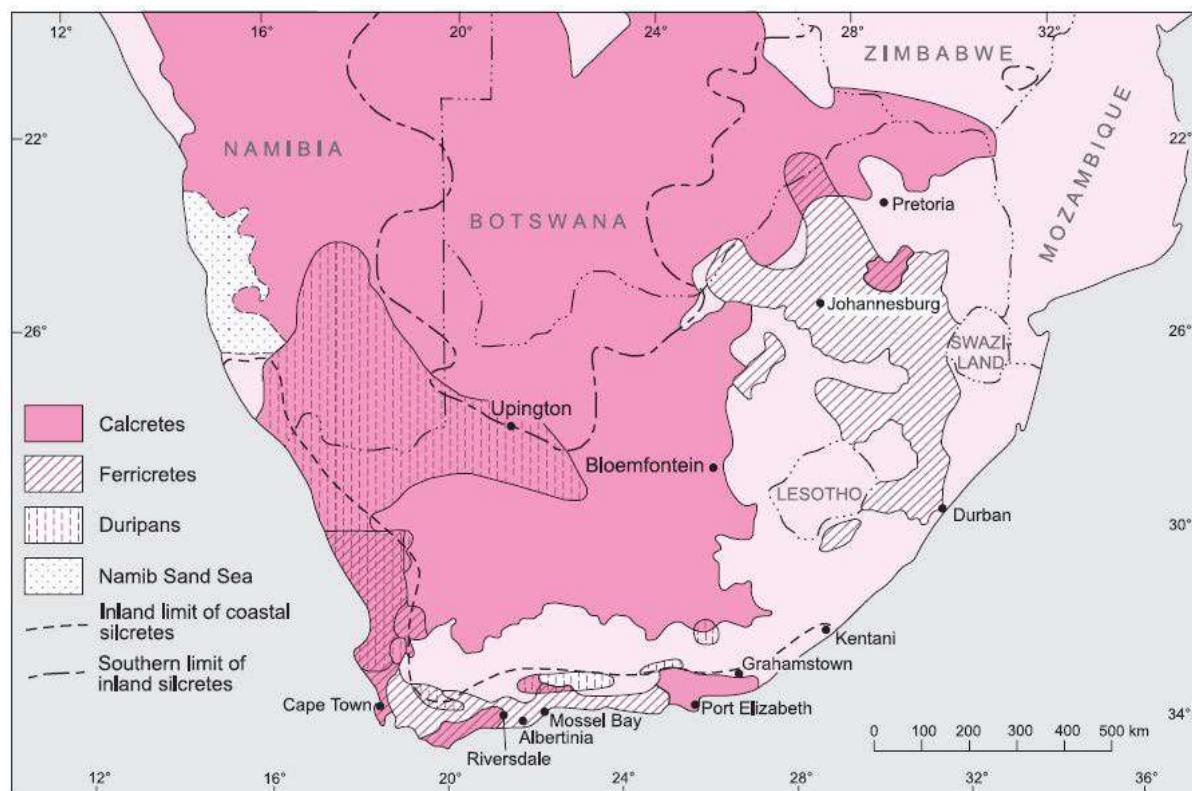 12°
16°
20°
24°
28°
32°
ZIMBABWE
22°
22°
NAMIBIA
MOZAMBIQUE
BOTSWANA
Pretoria
Johannesburg
26°
26°
SWAZI-
LAND
Upington
Calcretes
Bloemfontein
Ferricretes
LESOTHO
Durban
30°
Duripans
Namib Sand Sea
Inland limit of coastal
silcretes
Kentani
Southern limit of
inland silcretes
Grahamstown
Cape Town
Port Elizabeth
Mossel Bay
34°
Albertinia
Riversdale
0 100 200 300 400 500 km
12°
16°
20°
24°
28°
32°
36°